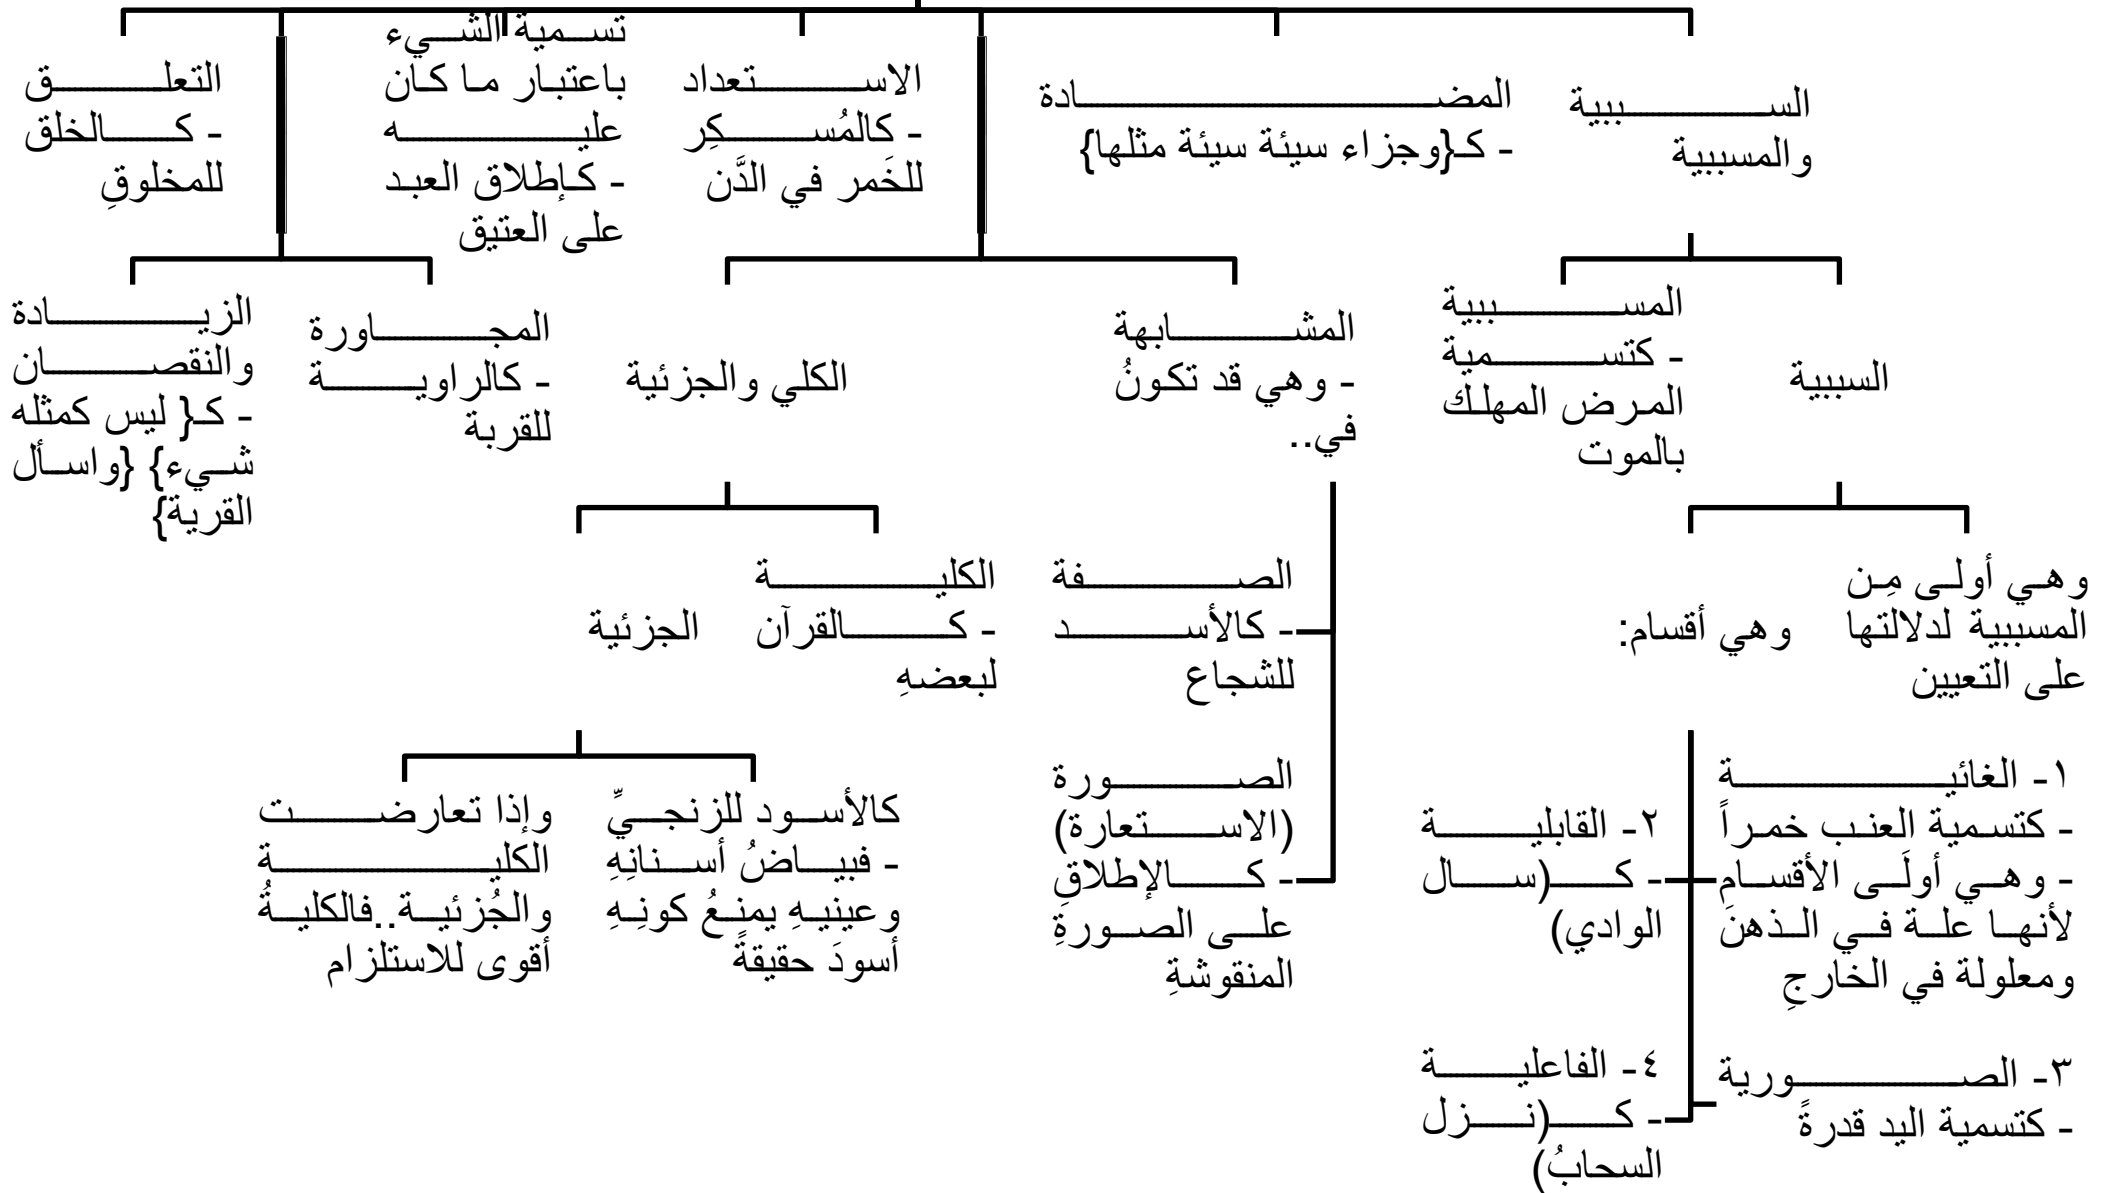 السببية
والمسببية
المضادة
- كـ{وجزاء سيئة سيئة مثلها}
الاستعداد
- كالمُسكِر
للخَمر في الدَّن
تسمية الشيء
باعتبار ما كان
عليه
- كإطلاق العبد
على العتيق
التعلق
- كالخلق
للمخلوقِ
السببية
المسببية
- كتسمية
المرض المهلك
بالموت
المشابهة
- وهي قد تكونُ
في..
الكلي والجزئية
المجاورة
- كالراوية
للقربة
الزيادة
والنقصان
- كـ{ ليس كمثله
شيء} {واسأل
القرية}
وهي أولى مِن
المسببية لدلالتها
على التعيين
وهي أقسام:
الصفة
- كالأسد
للشجاع
الكلية
- كالقرآن
لبعضهِ
الجزئية
١- الغائية
- كتسمية العنب خمراً
- وهي أولَى الأقسامِ
لأنها علة في الذهنَ
ومعلولة في الخارجِ
٢- القابلية
- كـ(سال
الوادي)
٣- الصورية
- كتسمية اليد قدرةً
٤- الفاعلية
- كـ(نزل
السحابُ)
الصورة
(الاستعارة)
- كالإطلاقِ
على الصورةِ
المنقوشةِ
كالأسود للزنجيِّ
- فبياضُ أسنانِهِ
وعينيهِ يمنعُ كونِهِ
أسودَ حقيقةً
وإذا تعارضت
الكلية
والجُزئية..فالكليةُ
أقوى للاستلزام